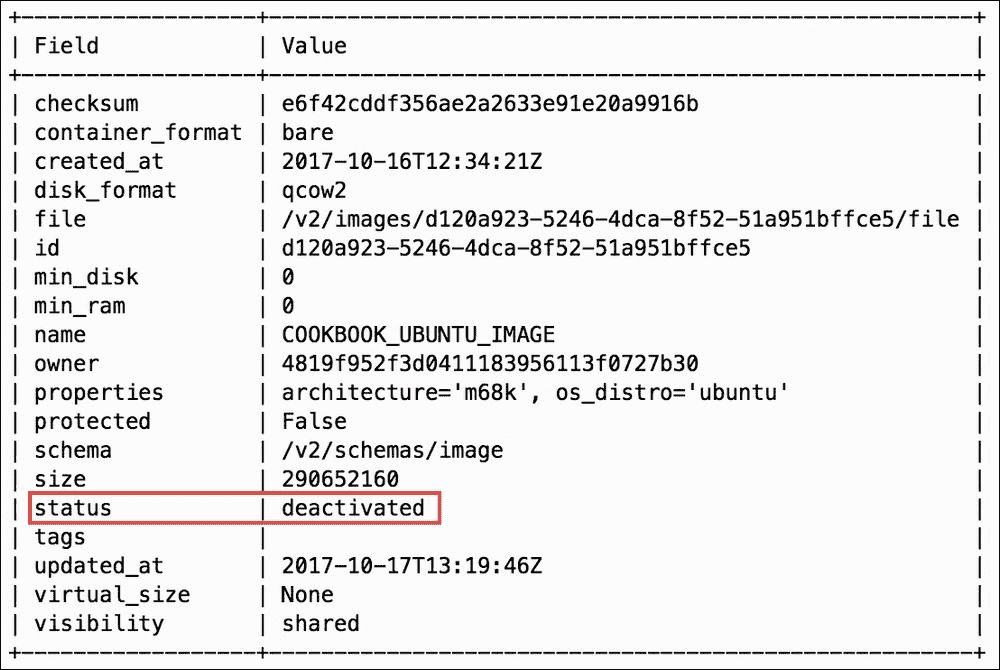 +------------------+------------------------------------------------------+
| Field            | Value                                                |
+------------------+------------------------------------------------------+
| checksum         | e6f42cddf356ae2a2633e91e20a9916b                     |
| container_format | bare                                                 |
| created_at       | 2017-10-16T12:34:21Z                                 |
| disk_format      | qcow2                                                |
| file             | /v2/images/d120a923-5246-4dca-8f52-51a951bffce5/file |
| id               | d120a923-5246-4dca-8f52-51a951bffce5                 |
| min_disk         | 0                                                    |
| min_ram          | 0                                                    |
| name             | COOKBOOK_UBUNTU_IMAGE                                |
| owner            | 4819f952f3d0411183956113f0727b30                     |
| properties       | architecture='m68k', os_distro='ubuntu'              |
| protected        | False                                                |
| schema           | /v2/schemas/image                                    |
| size             | 290652160                                            |
| status           | deactivated                                          |
| tags             |                                                      |
| updated_at       | 2017-10-17T13:19:46Z                                 |
| virtual_size     | None                                                 |
| visibility       | shared                                               |
+------------------+------------------------------------------------------+